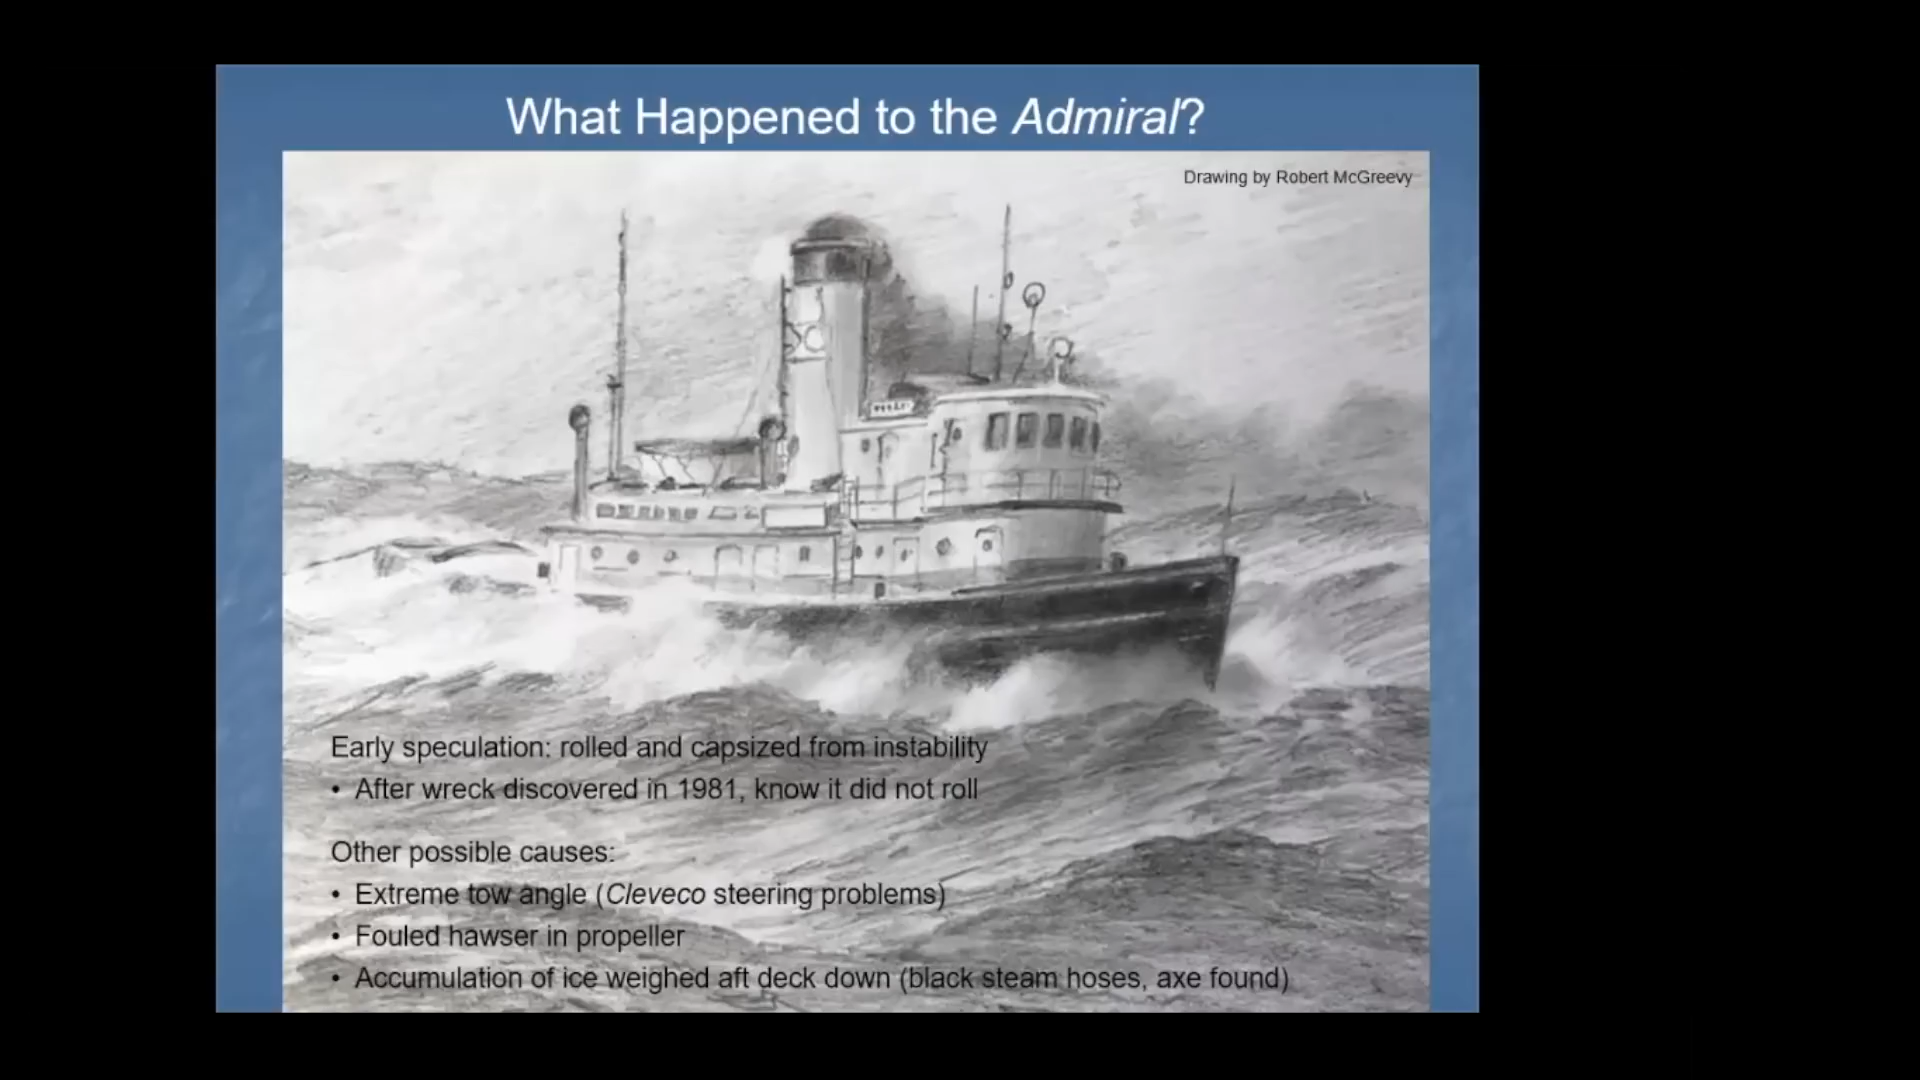 What Happened to the Admiral?
Drawing by Robert McGreevy
Early speculation: rolled and capsized from instability
• After wreck discovered in 1981, know it did not roll
Other possible causes:
• Extreme tow angle (Cleveco steering problems)
• Fouled hawser in propeller
• Accumulation of ice weighed aft deck down (black steam hoses, axe found)